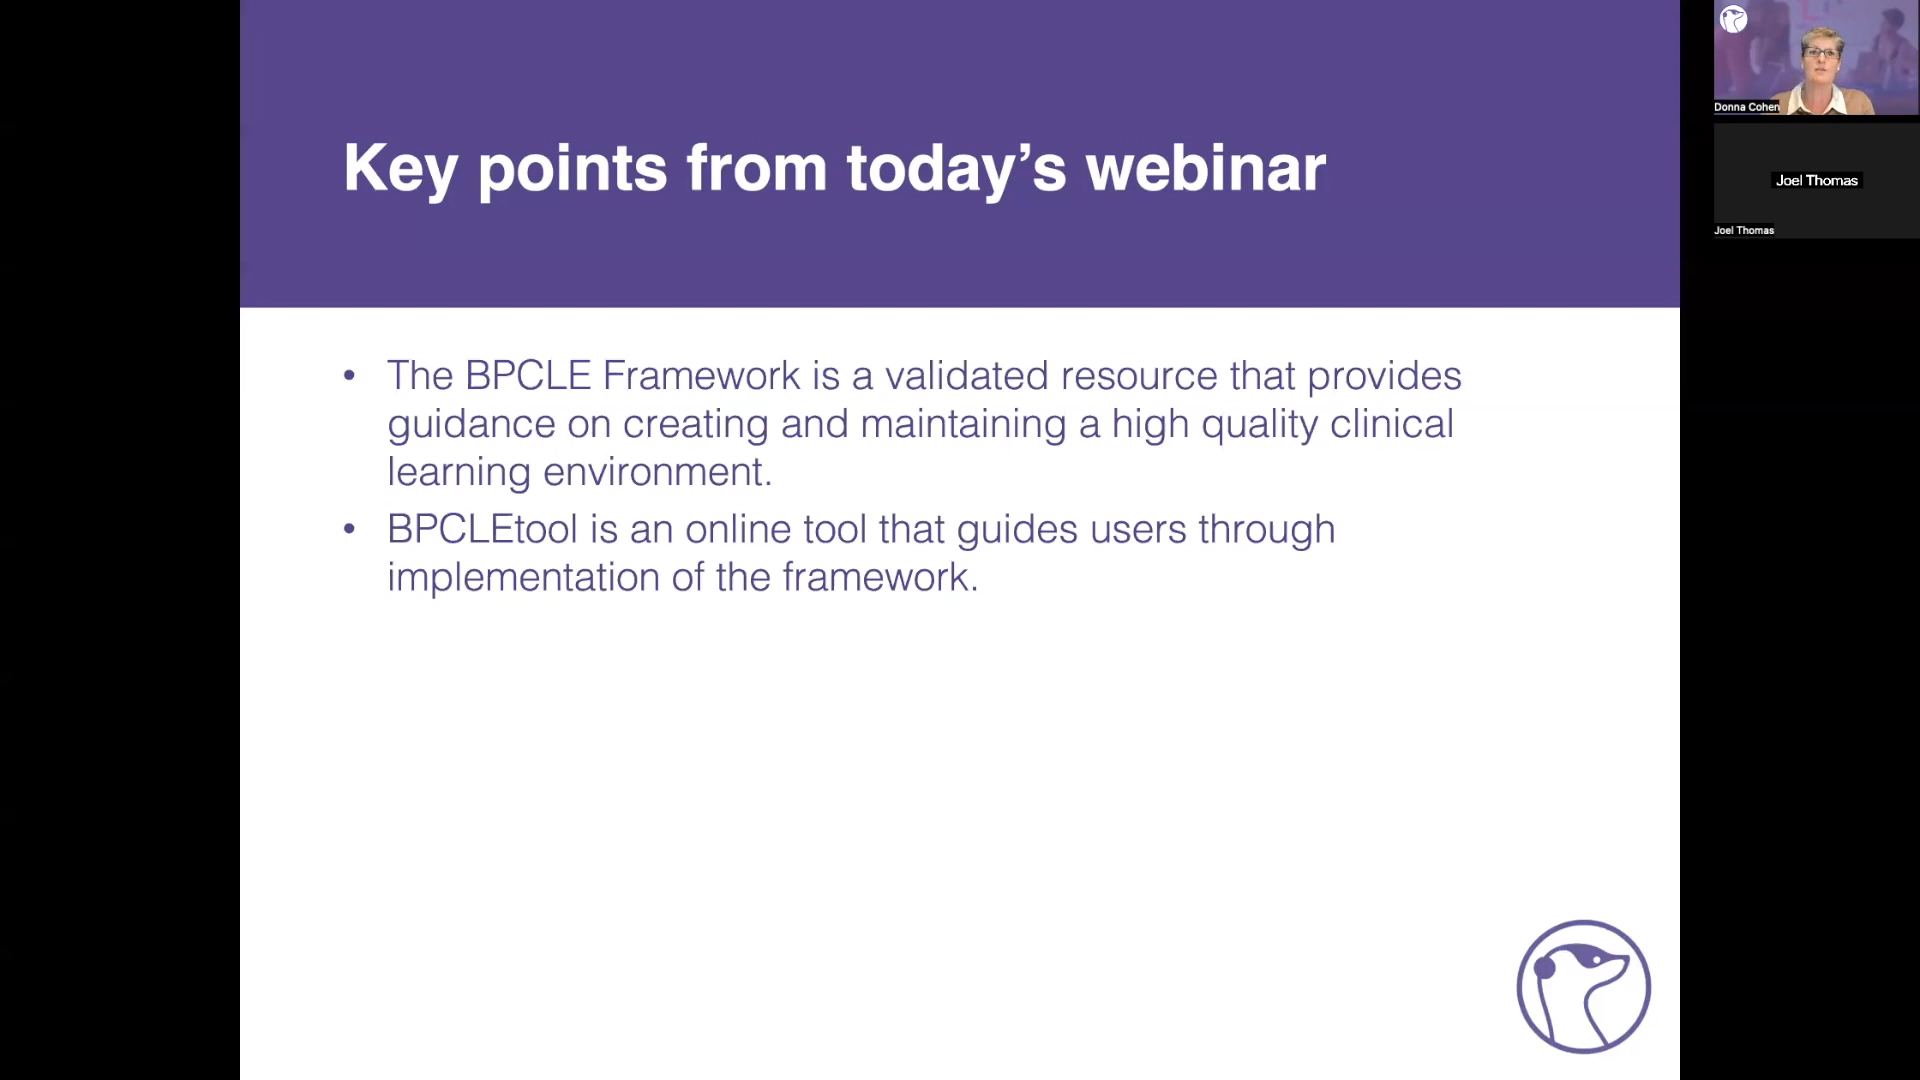 Key points from today’s webinar
• The BPCLE Framework is a validated resource that provides
guidance on creating and maintaining a high quality clinical
learning environment.
• BPCLEtool is an online tool that guides users through
implementation of the framework.
Donna Cohen
Joel Thomas
Joel Thomas